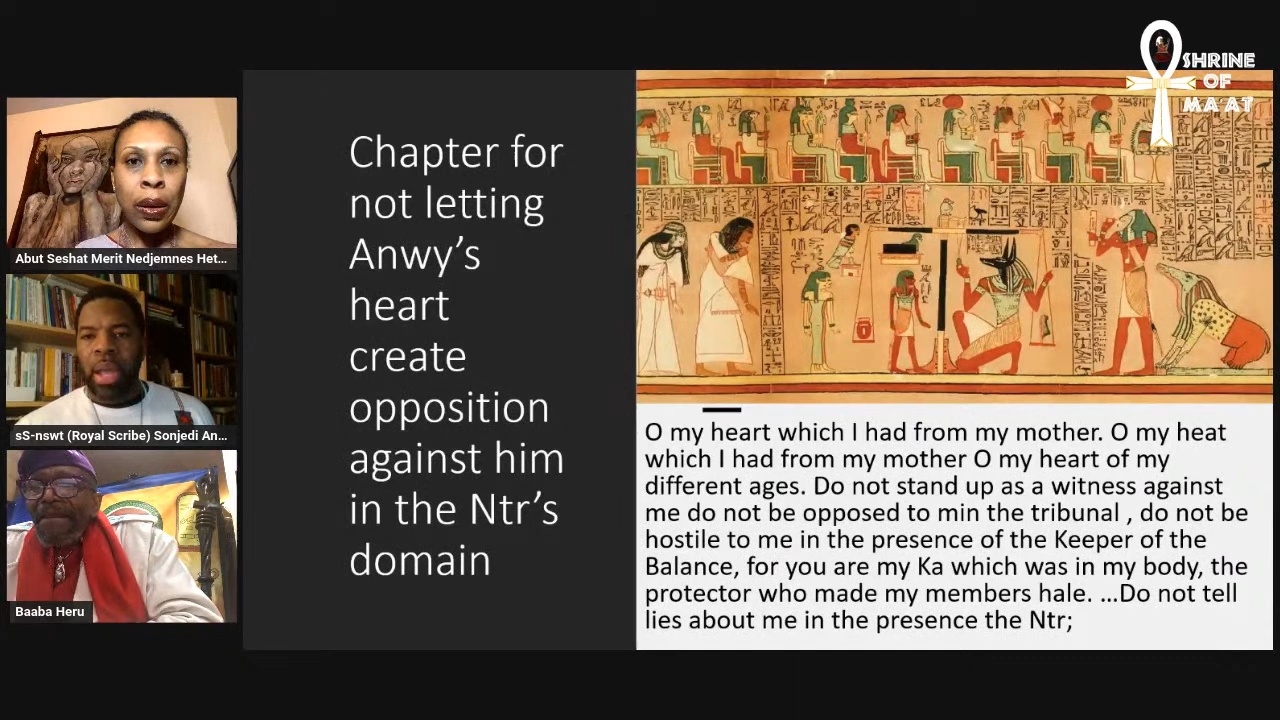 SHRINE
OF
MA'AT
Abut Seshat Merit Nedjemnes Het...
sS-nswt (Royal Scribe) Sonjedi An...
Baaba Heru
Chapter for
not letting
Anwy's
heart
create
opposition
against him
in the Ntr's
domain
O my heart which I had from my mother. O my heat
which I had from my mother O my heart of my
different ages. Do not stand up as a witness against
me do not be opposed to min the tribunal , do not be
hostile to me in the presence of the Keeper of the
Balance, for you are my Ka which was in my body, the
protector who made my members hale. ...Do not tell
lies about me in the presence the Ntr;